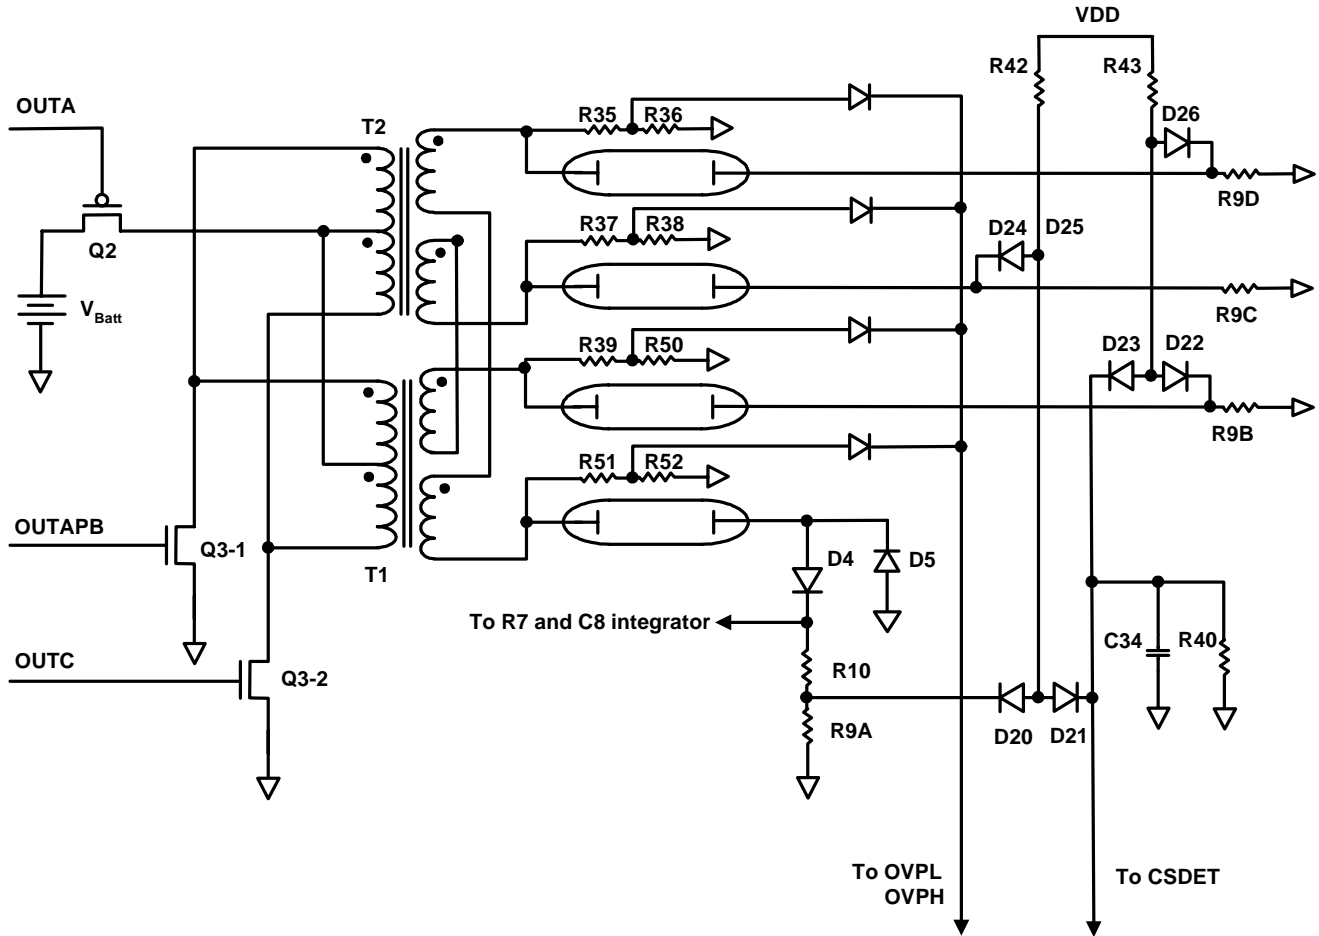 VDD
R42
R43
OUTA
D26
T2
R35
R36
R9D
R37
R38
D24
D25
Q2
V_Batt
R9C
R39
R50
D23
D22
R9B
R51
R52
OUTAPB
Q3-1
T1
D4
D5
To R7 and C8 integrator
C34
R40
OUTC
Q3-2
R10
R9A
D20
D21
To OVPL
OVPH
To CSDET